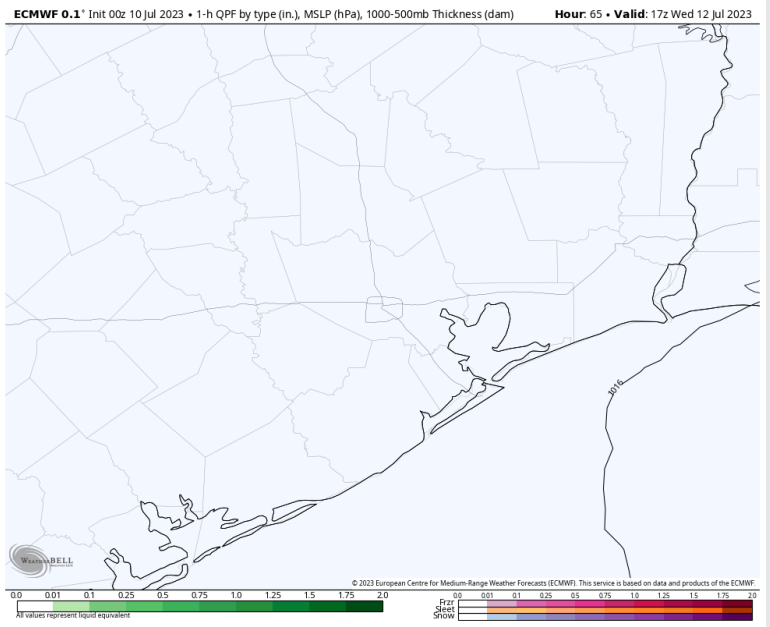 ECMWF 0.1° Init 00z 10 Jul 2023 • 1-h QPF by type (in.), MSLP (hPa), 1000-500mb Thickness (dam) Hour: 65 • Valid: 17z Wed 12 Jul 2023
1016
WEATHERBELL
© 2023 European Centre for Medium-Range Weather Forecasts (ECMWF). This service is based on data and products of the ECMWF.
0.0 0.01 0.1 0.25 0.5 0.75 1.0 1.25 1.5 1.75 2.0
All values represent liquid equivalent
0.0 0.01 0.1 0.25 0.5 0.75 1.0 1.25 1.5 1.75 2.0
Frzr
Sleet
Snow